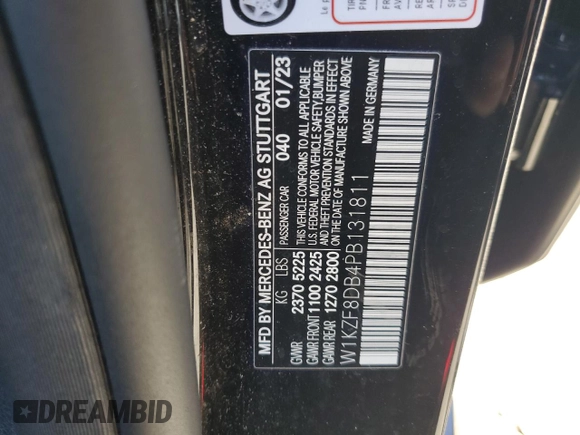 MFD BY MERCEDES-BENZ AG STUTTGART
KG LBS PASSENGER CAR 040 01/23
GVWR 2370 5225 THIS VEHICLE CONFORMS TO ALL APPLICABLE
GAWR FRONT 1100 2425 U.S. FEDERAL MOTOR VEHICLE SAFETY, BUMPER
GAWR REAR 1270 2800 AND THEFT PREVENTION STANDARDS IN EFFECT
ON THE DATE OF MANUFACTURE SHOWN ABOVE
W1KZF8DB4PB131811 MADE IN GERMANY
DREAMBID